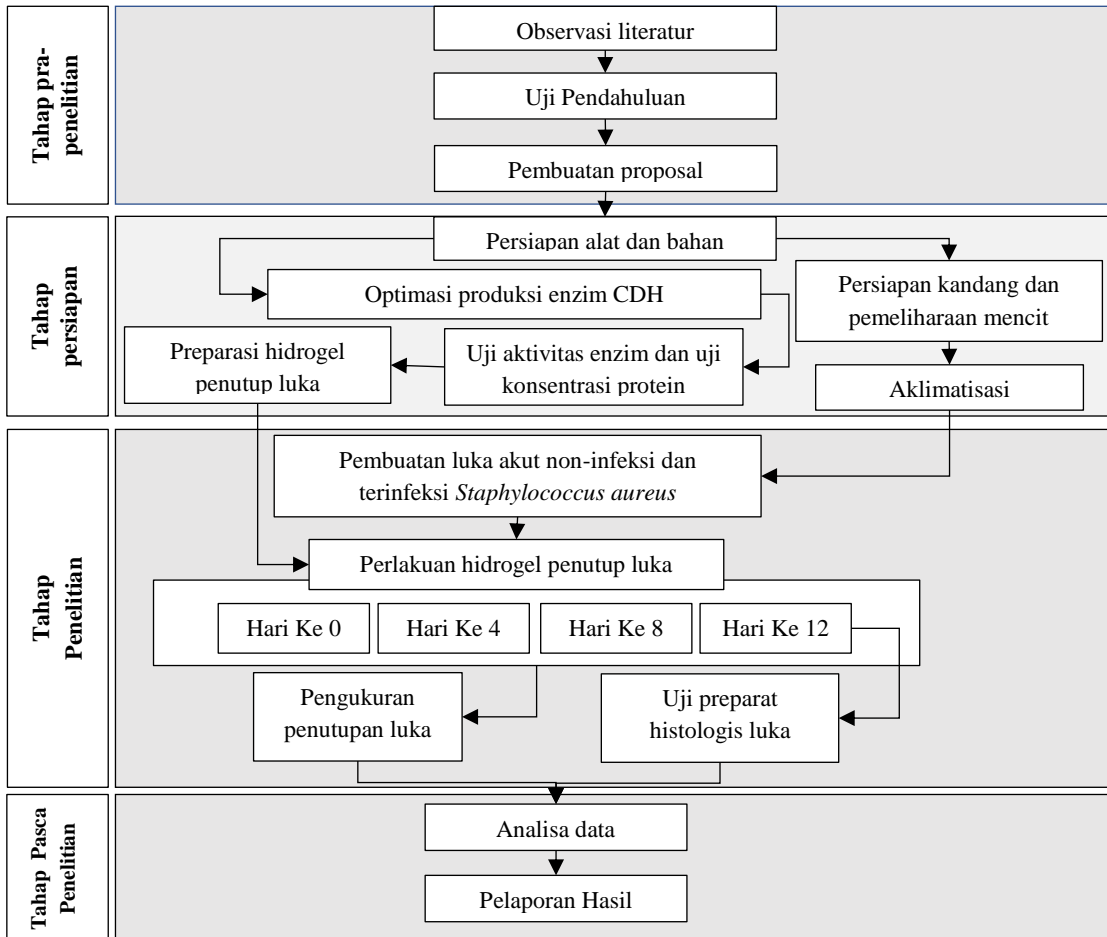 Tahap pra-
penelitian
Observasi literatur
Uji Pendahuluan
Pembuatan proposal
Tahap
persiapan
Persiapan alat dan bahan
Optimasi produksi enzim CDH
Persiapan kandang dan
pemeliharaan mencit
Preparasi hidrogel
penutup luka
Uji aktivitas enzim dan uji
konsentrasi protein
Aklimatisasi
Tahap
Penelitian
Pembuatan luka akut non-infeksi dan
terinfeksi Staphylococcus aureus
Perlakuan hidrogel penutup luka
Hari Ke 0
Hari Ke 4
Hari Ke 8
Hari Ke 12
Pengukuran
penutupan luka
Uji preparat
histologis luka
Tahap Pasca
Penelitian
Analisa data
Pelaporan Hasil